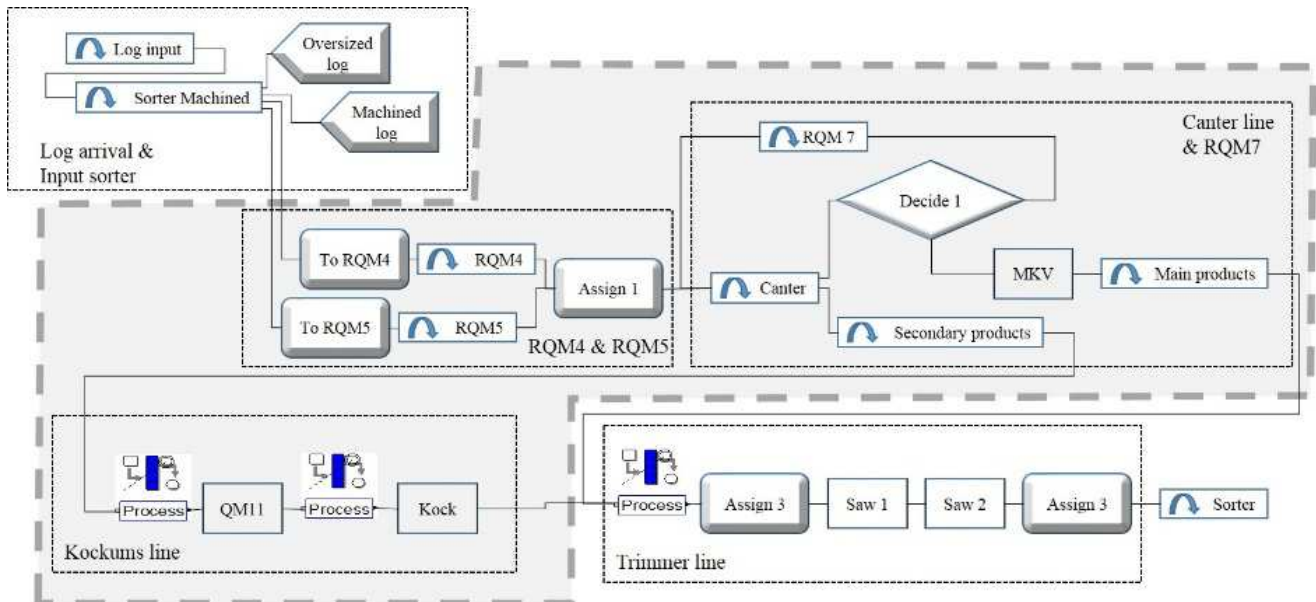 Log input
Oversized
log
Sorter Machined
Machined
log
Log arrival &
Input sorter
RQM 7
Canter line
& RQM7
Decide 1
MKV
Main products
Canter
Secondary products
To RQM4
RQM4
Assign 1
To RQM5
RQM5
RQM4 & RQM5
Process
QM11
Process
Kock
Kockums line
Process
Assign 3
Saw 1
Saw 2
Assign 3
Sorter
Trimmer line